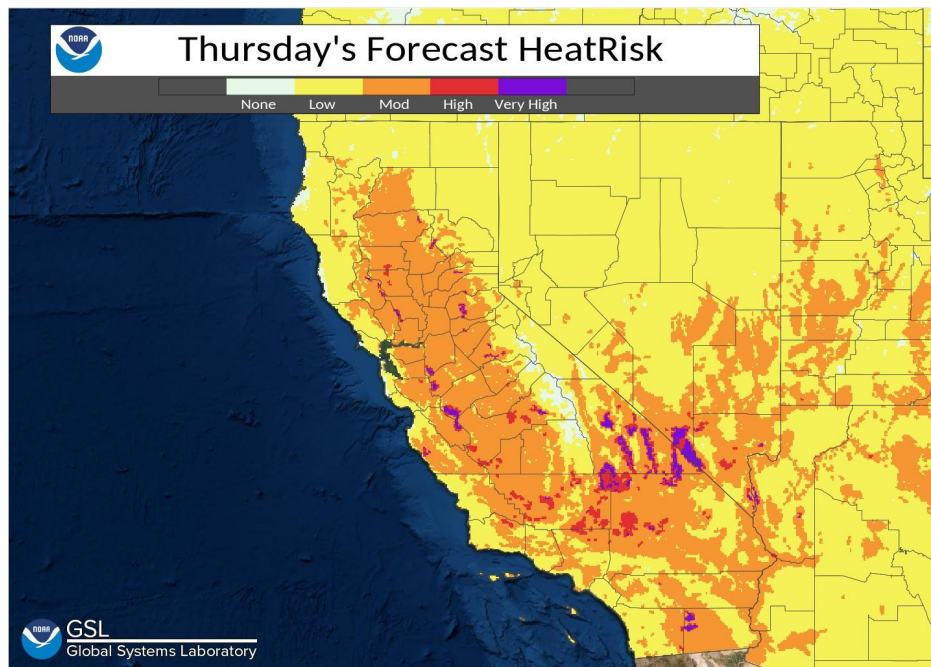 NOAA
Thursday's Forecast HeatRisk
None Low Mod High Very High
NOAA
GSL
Global Systems Laboratory